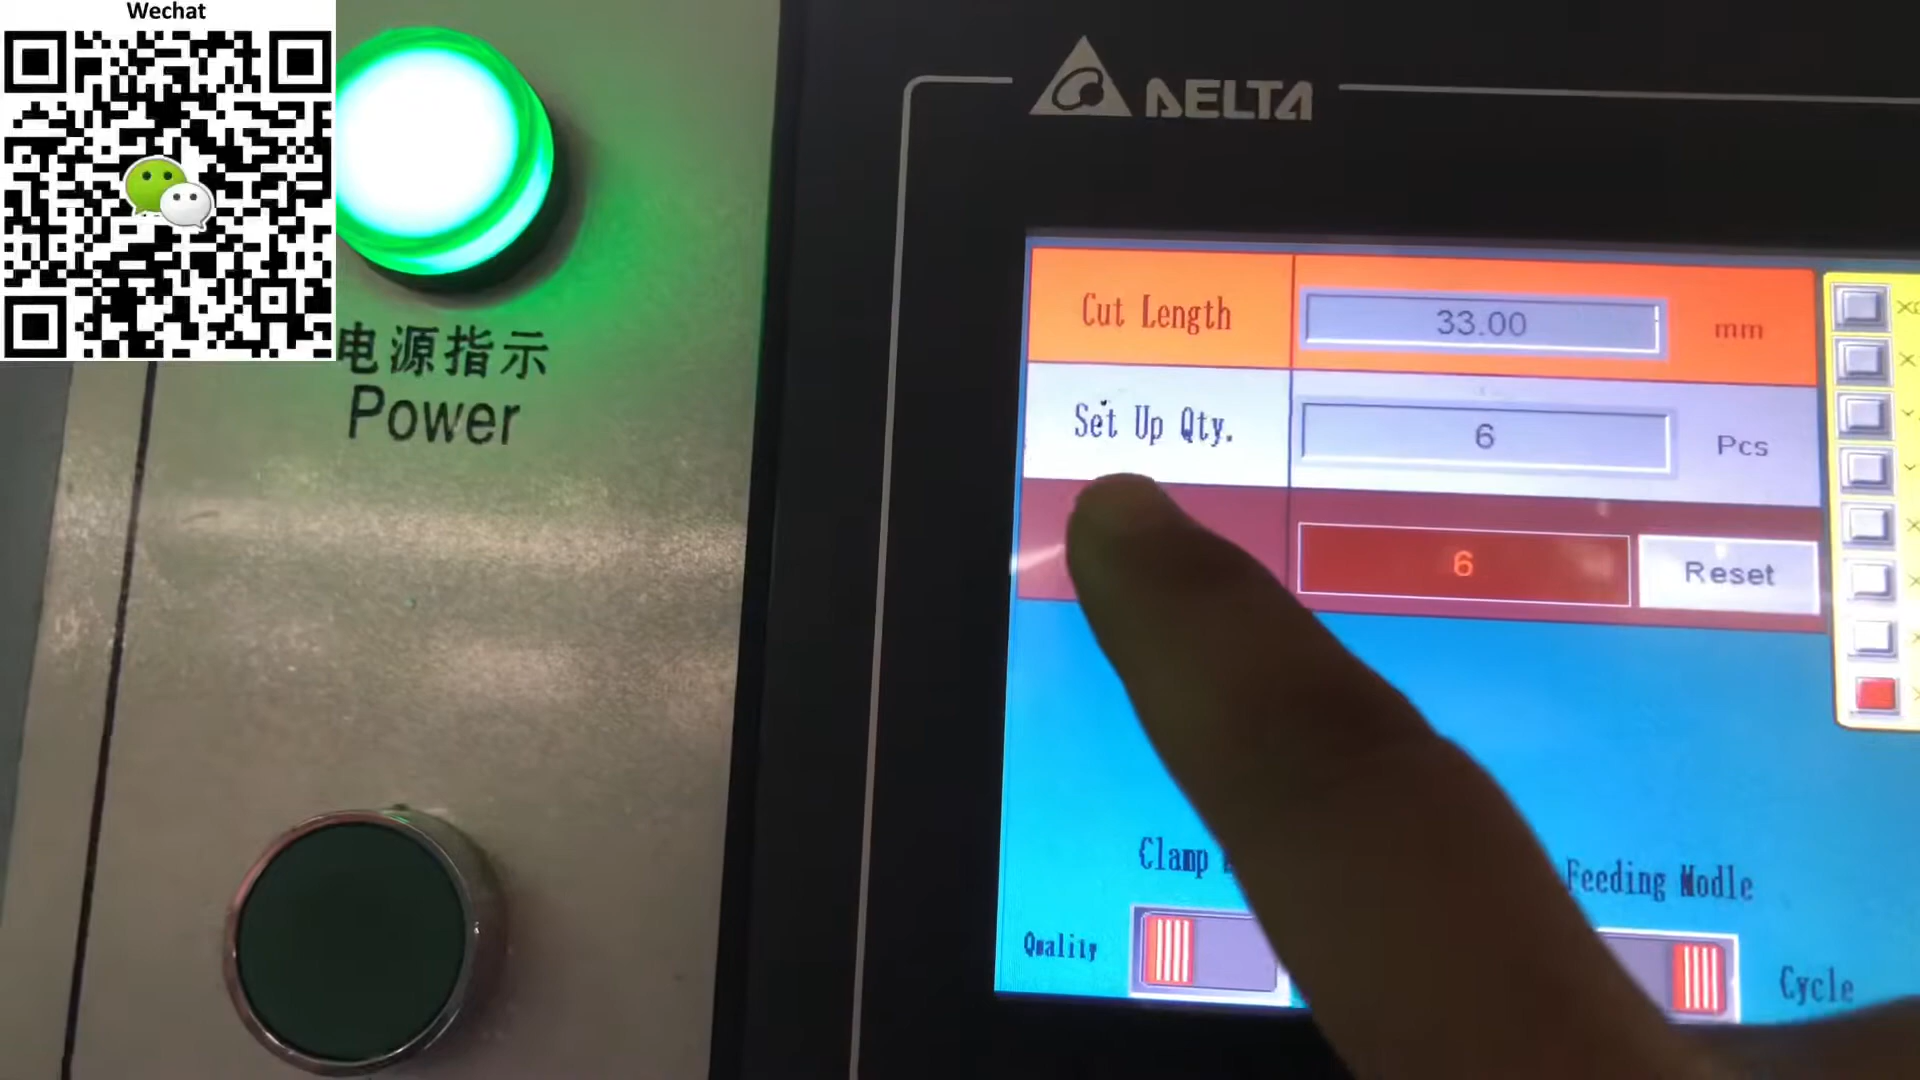 Wechat
电源指示
Power
DELTA
Cut Length
33.00
mm
Set Up Qty.
6
Pcs
6
Reset
Clamp
Feeding Modle
Quality
Cycle